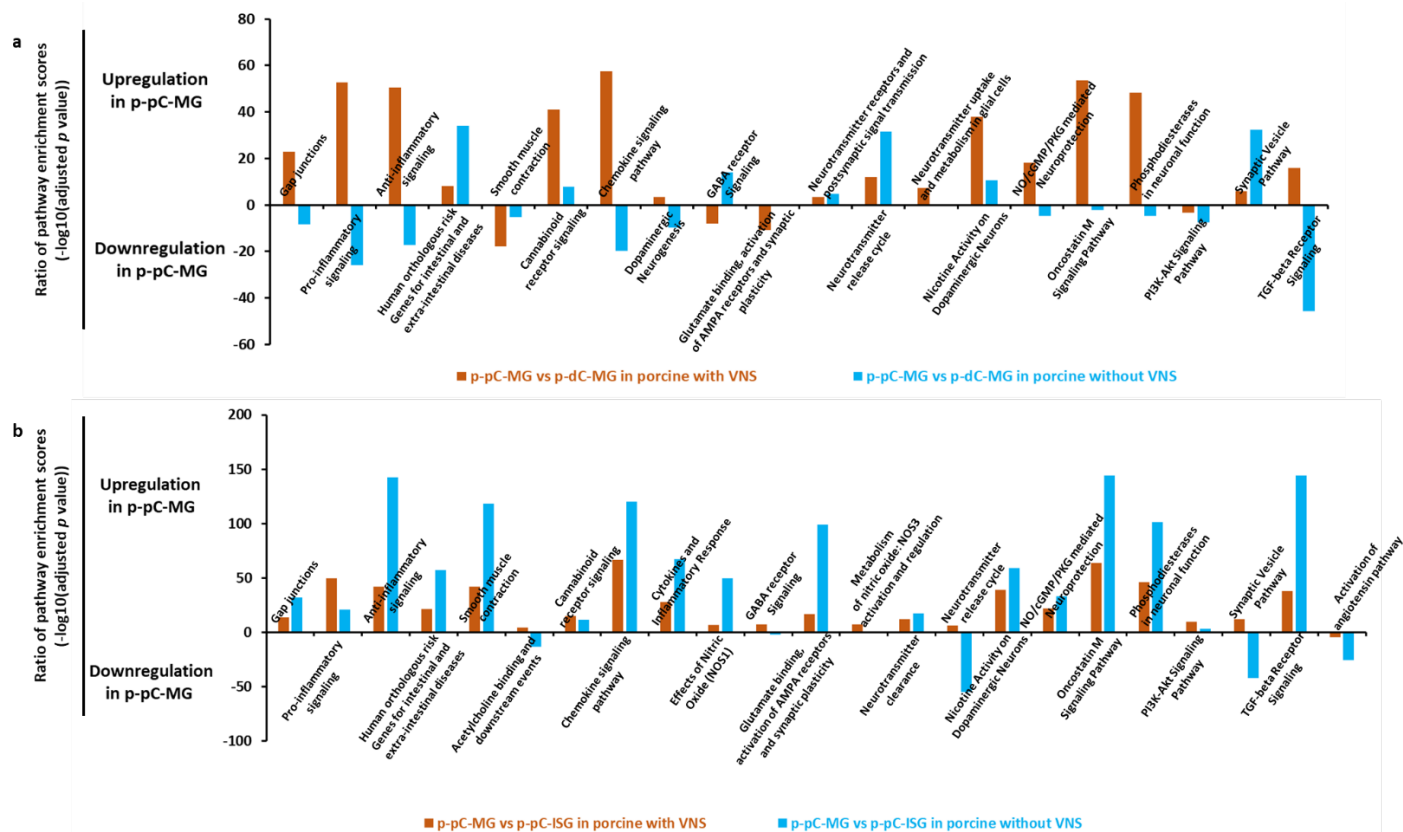 a
Ratio of pathway enrichment scores
(-log10(adjusted p value))
Upregulation
in p-pC-MG
Downregulation
in p-pC-MG
80
60
40
20
0
-20
-40
-60
Gap junctions
Pro-inflammatory
signaling
Anti-inflammatory
signaling
Human orthologous risk
Genes for intestinal and
extra-intestinal diseases
Smooth muscle
contraction
Cannabinoid
receptor signaling
Chemokine signaling
pathway
Dopaminergic
Neurogenesis
GABA receptor
Signaling
Glutamate binding, activation
of AMPA receptors and synaptic
plasticity
Neurotransmitter receptors and
postsynaptic signal transmission
Neurotransmitter
release cycle
Neurotransmitter uptake
and metabolism in glial cells
Nicotine Activity on
Dopaminergic Neurons
NO/cGMP/PKG mediated
Neuroprotection
Oncostatin M
Signaling Pathway
Phosphodiesterases
in neuronal function
PI3K-Akt Signaling
Pathway
Synaptic Vesicle
Pathway
TGF-beta Receptor
Signaling
p-pC-MG vs p-dC-MG in porcine with VNS
p-pC-MG vs p-dC-MG in porcine without VNS
b
Ratio of pathway enrichment scores
(-log10(adjusted p value))
Upregulation
in p-pC-MG
Downregulation
in p-pC-MG
200
150
100
50
0
-50
-100
Gap junctions
Pro-inflammatory
signaling
Anti-inflammatory
signaling
Human orthologous risk
Genes for intestinal and
extra-intestinal diseases
Smooth muscle
contraction
Acetylcholine binding and
downstream events
Cannabinoid
receptor signaling
Chemokine signaling
pathway
Cytokines and
Inflammatory Response
Effects of Nitric
Oxide (NOS1)
GABA receptor
Signaling
Glutamate binding,
activation of AMPA receptors
and synaptic plasticity
Metabolism
of nitric oxide: NOS3
activation and regulation
Neurotransmitter
clearance
Neurotransmitter
release cycle
Nicotine Activity on
Dopaminergic Neurons
NO/cGMP/PKG mediated
Neuroprotection
Oncostatin M
Signaling Pathway
Phosphodiesterases
in neuronal function
PI3K-Akt Signaling
Pathway
Synaptic Vesicle
Pathway
TGF-beta Receptor
Signaling
Activation of
angiotensin pathway
p-pC-MG vs p-pC-ISG in porcine with VNS
p-pC-MG vs p-pC-ISG in porcine without VNS